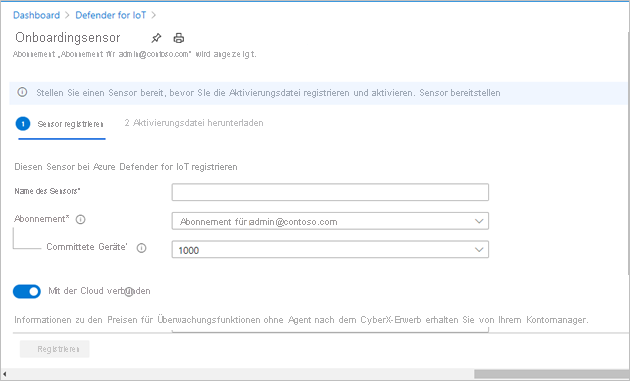 Dashboard > Defender for IoT >
Onboardingsensor
Abonnement „Abonnement für admin@contoso.com" wird angezeigt.
Stellen Sie einen Sensor bereit, bevor SIe die Aktivierungsdatei registrieren und aktivieren. Sensor bereitstellen
1 Sensor registrieren 2 Aktivierungsdatei herunterladen
Diesen Sensor bei Azure Defender for IoT registrieren
Name des Sensors*
Abonnement* Abonnement für admin@contoso.com
Committete Geräte* 1000
Mit der Cloud verbunden
Informationen zu den Preisen für Überwachungsfunktionen ohne Agent nach dem CyberX-Erwerb erhalten Sie von Ihrem Kontomanager.
Registrieren